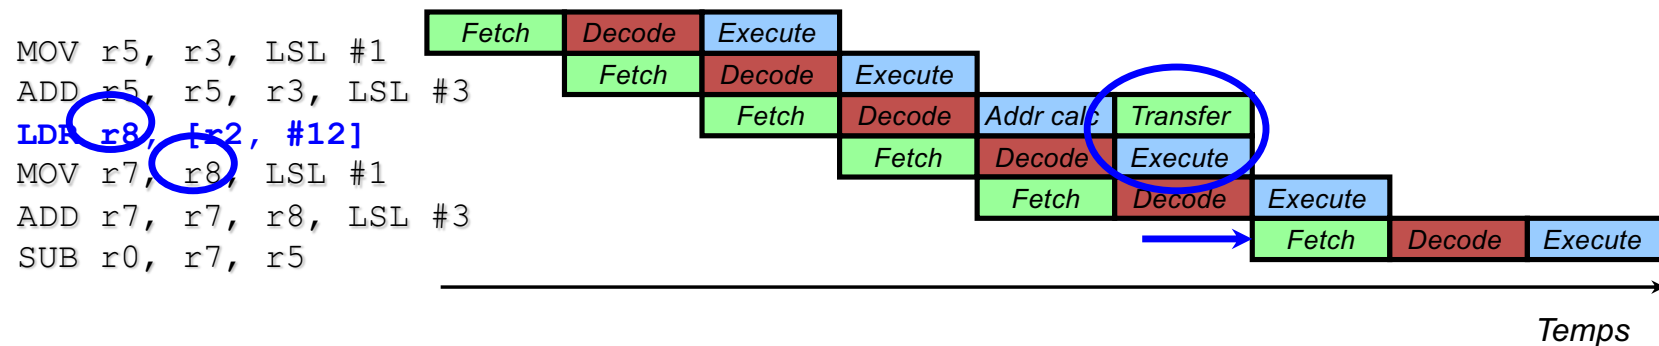 Fetch Decode Execute
MOV r5, r3, LSL #1
Fetch Decode Execute
ADD r5, r5, r3, LSL #3
Fetch Decode Addr calc Transfer
LDR r8, [r2, #12]
Fetch Decode Execute
MOV r7, r8, LSL #1
Fetch Decode Execute
ADD r7, r7, r8, LSL #3
Fetch Decode Execute
SUB r0, r7, r5
Temps